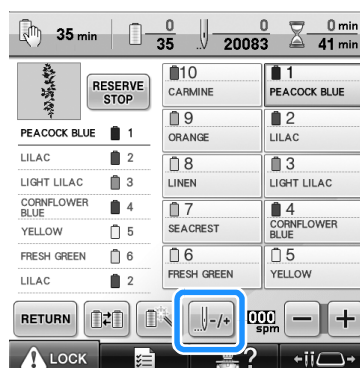 35 min
0
35
0
20083
0 min
41 min
RESERVE
STOP
PEACOCK BLUE 1
LILAC 2
LIGHT LILAC 3
CORNFLOWER
BLUE 4
YELLOW 5
FRESH GREEN 6
LILAC 2
10
CARMINE
1
PEACOCK BLUE
9
ORANGE
2
LILAC
8
LINEN
3
LIGHT LILAC
7
SEACREST
4
CORNFLOWER
BLUE
6
FRESH GREEN
5
YELLOW
RETURN
-/+
000
spm
−
+
LOCK
?